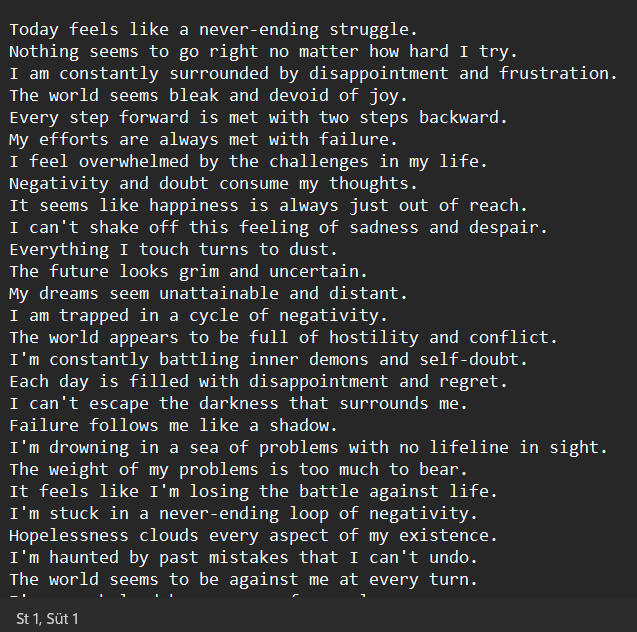 Today feels like a never-ending struggle.
Nothing seems to go right no matter how hard I try.
I am constantly surrounded by disappointment and frustration.
The world seems bleak and devoid of joy.
Every step forward is met with two steps backward.
My efforts are always met with failure.
I feel overwhelmed by the challenges in my life.
Negativity and doubt consume my thoughts.
It seems like happiness is always just out of reach.
I can't shake off this feeling of sadness and despair.
Everything I touch turns to dust.
The future looks grim and uncertain.
My dreams seem unattainable and distant.
I am trapped in a cycle of negativity.
The world appears to be full of hostility and conflict.
I'm constantly battling inner demons and self-doubt.
Each day is filled with disappointment and regret.
I can't escape the darkness that surrounds me.
Failure follows me like a shadow.
I'm drowning in a sea of problems with no lifeline in sight.
The weight of my problems is too much to bear.
It feels like I'm losing the battle against life.
I'm stuck in a never-ending loop of negativity.
Hopelessness clouds every aspect of my existence.
I'm haunted by past mistakes that I can't undo.
The world seems to be against me at every turn.
St 1, Süt 1